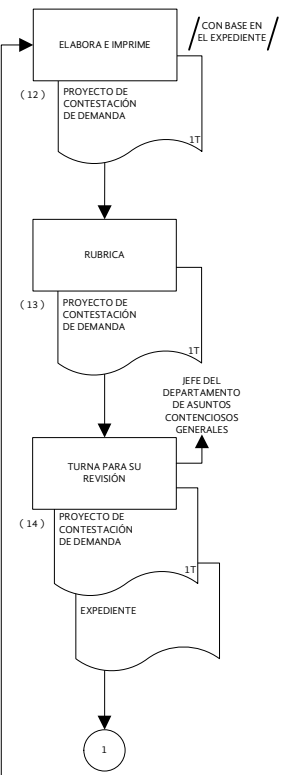 ELABORA E IMPRIME
/ CON BASE EN
EL EXPEDIENTE /
( 12 )
PROYECTO DE
CONTESTACIÓN
DE DEMANDA
1T
RUBRICA
( 13 )
PROYECTO DE
CONTESTACIÓN
DE DEMANDA
1T
JEFE DEL
DEPARTAMENTO
DE ASUNTOS
CONTENCIOSOS
GENERALES
TURNA PARA SU
REVISIÓN
( 14 )
PROYECTO DE
CONTESTACIÓN
DE DEMANDA
1T
EXPEDIENTE
1